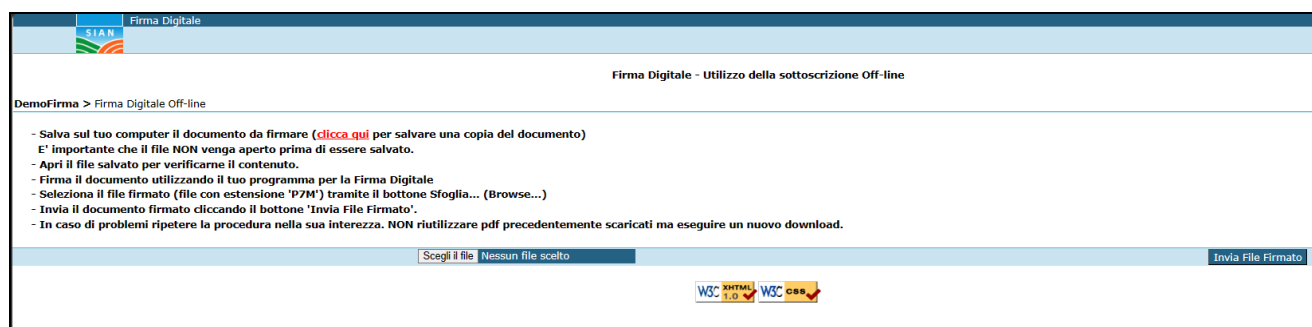 Firma Digitale
SIAN
Firma Digitale - Utilizzo della sottoscrizione Off-line
DemoFirma > Firma Digitale Off-line
- Salva sul tuo computer il documento da firmare (clicca qui per salvare una copia del documento)
E' importante che il file NON venga aperto prima di essere salvato.
- Apri il file salvato per verificarne il contenuto.
- Firma il documento utilizzando il tuo programma per la Firma Digitale
- Seleziona il file firmato (file con estensione 'P7M') tramite il bottone Sfoglia... (Browse...)
- Invia il documento firmato cliccando il bottone 'Invia File Firmato'.
- In caso di problemi ripetere la procedura nella sua interezza. NON riutilizzare pdf precedentemente scaricati ma eseguire un nuovo download.
Scegli il file Nessun file scelto Invia File Firmato
W3C XHTML 1.0 W3C css